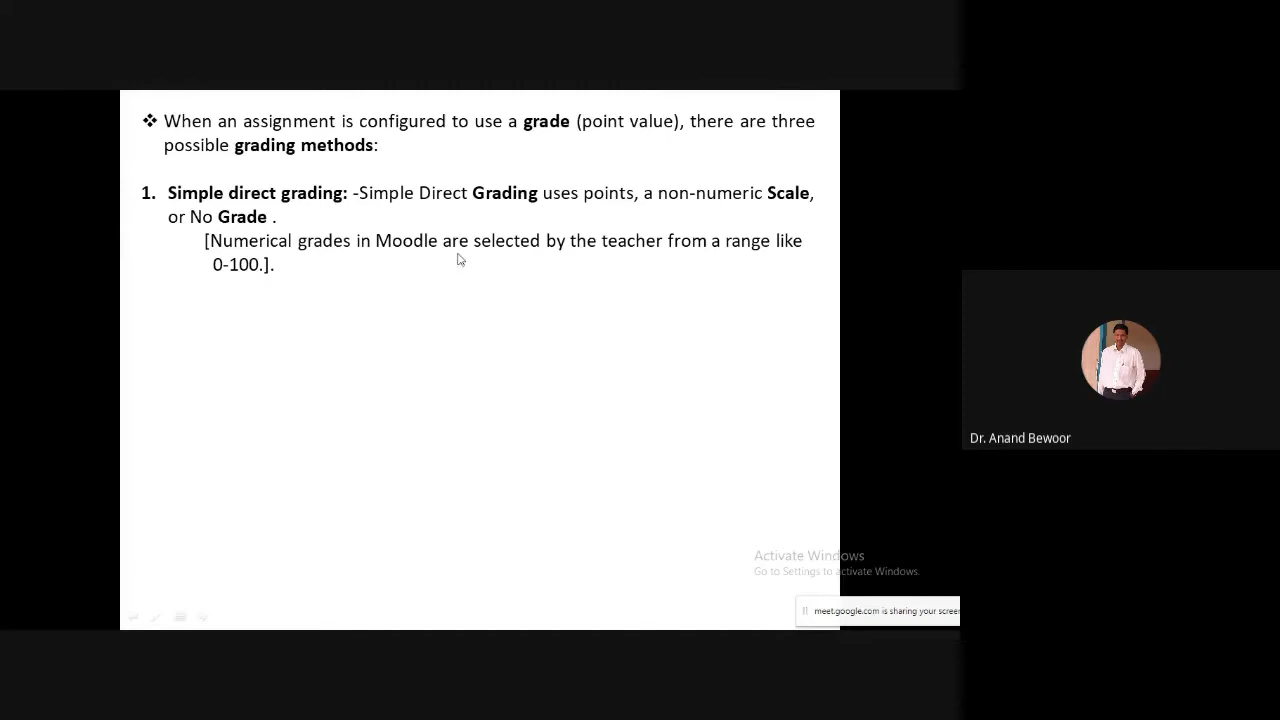 ❖ When an assignment is configured to use a grade (point value), there are three
possible grading methods:
1. Simple direct grading: -Simple Direct Grading uses points, a non-numeric Scale,
or No Grade .
[Numerical grades in Moodle are selected by the teacher from a range like
0-100.].
Dr. Anand Bewoor
Activate Windows
Go to Settings to activate Windows.
meet.google.com is sharing your screen